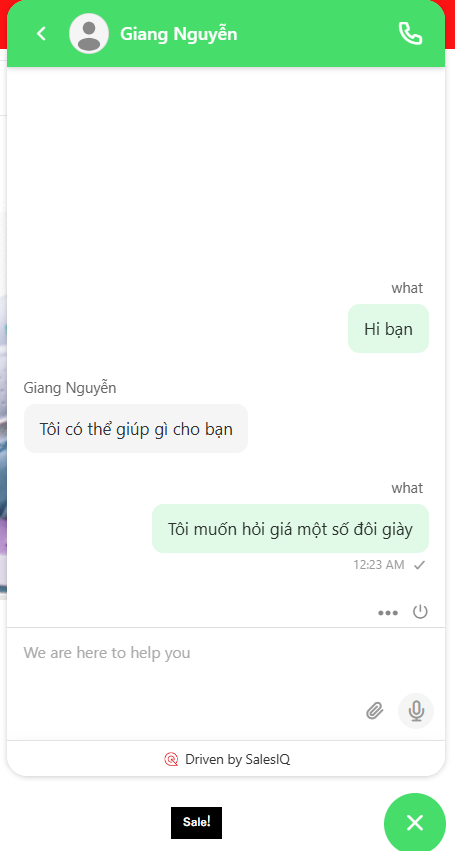 Giang Nguyễn
what
Hi bạn
Giang Nguyễn
Tôi có thể giúp gì cho bạn
what
Tôi muốn hỏi giá một số đôi giày
12:23 AM
We are here to help you
Driven by SalesIQ
Sale!